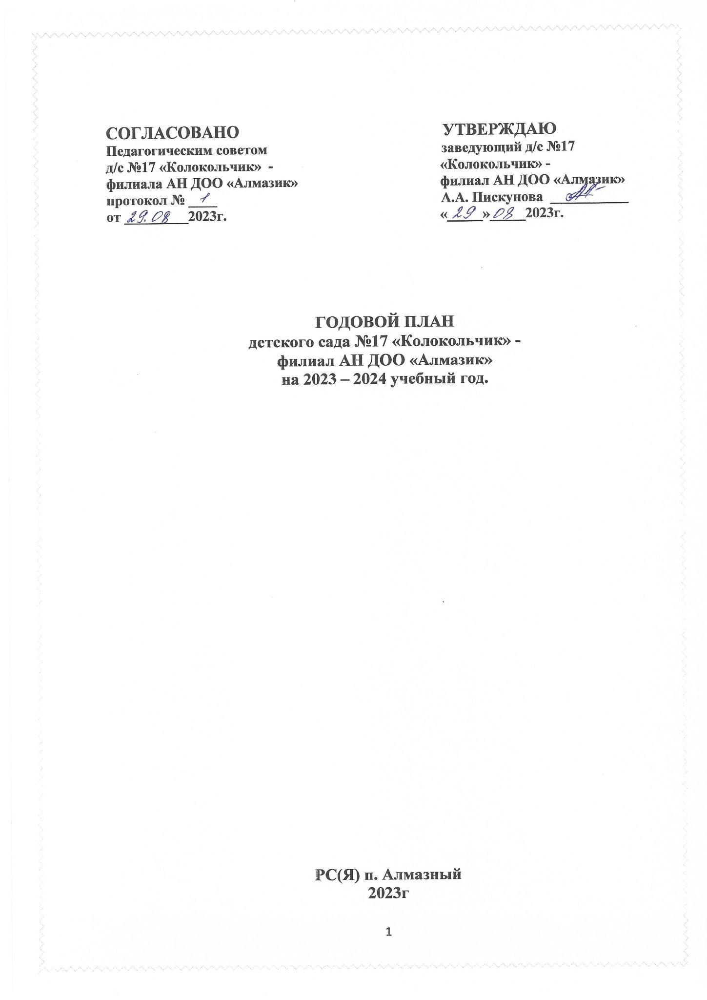 СОГЛАСОВАНО
Педагогическим советом
д/с №17 «Колокольчик» -
филиала АН ДОО «Алмазик»
протокол № 1
от 29.08 2023г.
УТВЕРЖДАЮ
заведующий д/с №17
«Колокольчик» -
филиал АН ДОО «Алмазик»
А.А. Пискунова
« 29 » 08 2023г.
ГОДОВОЙ ПЛАН
детского сада №17 «Колокольчик» -
филиал АН ДОО «Алмазик»
на 2023 – 2024 учебный год.
РС(Я) п. Алмазный
2023г
1